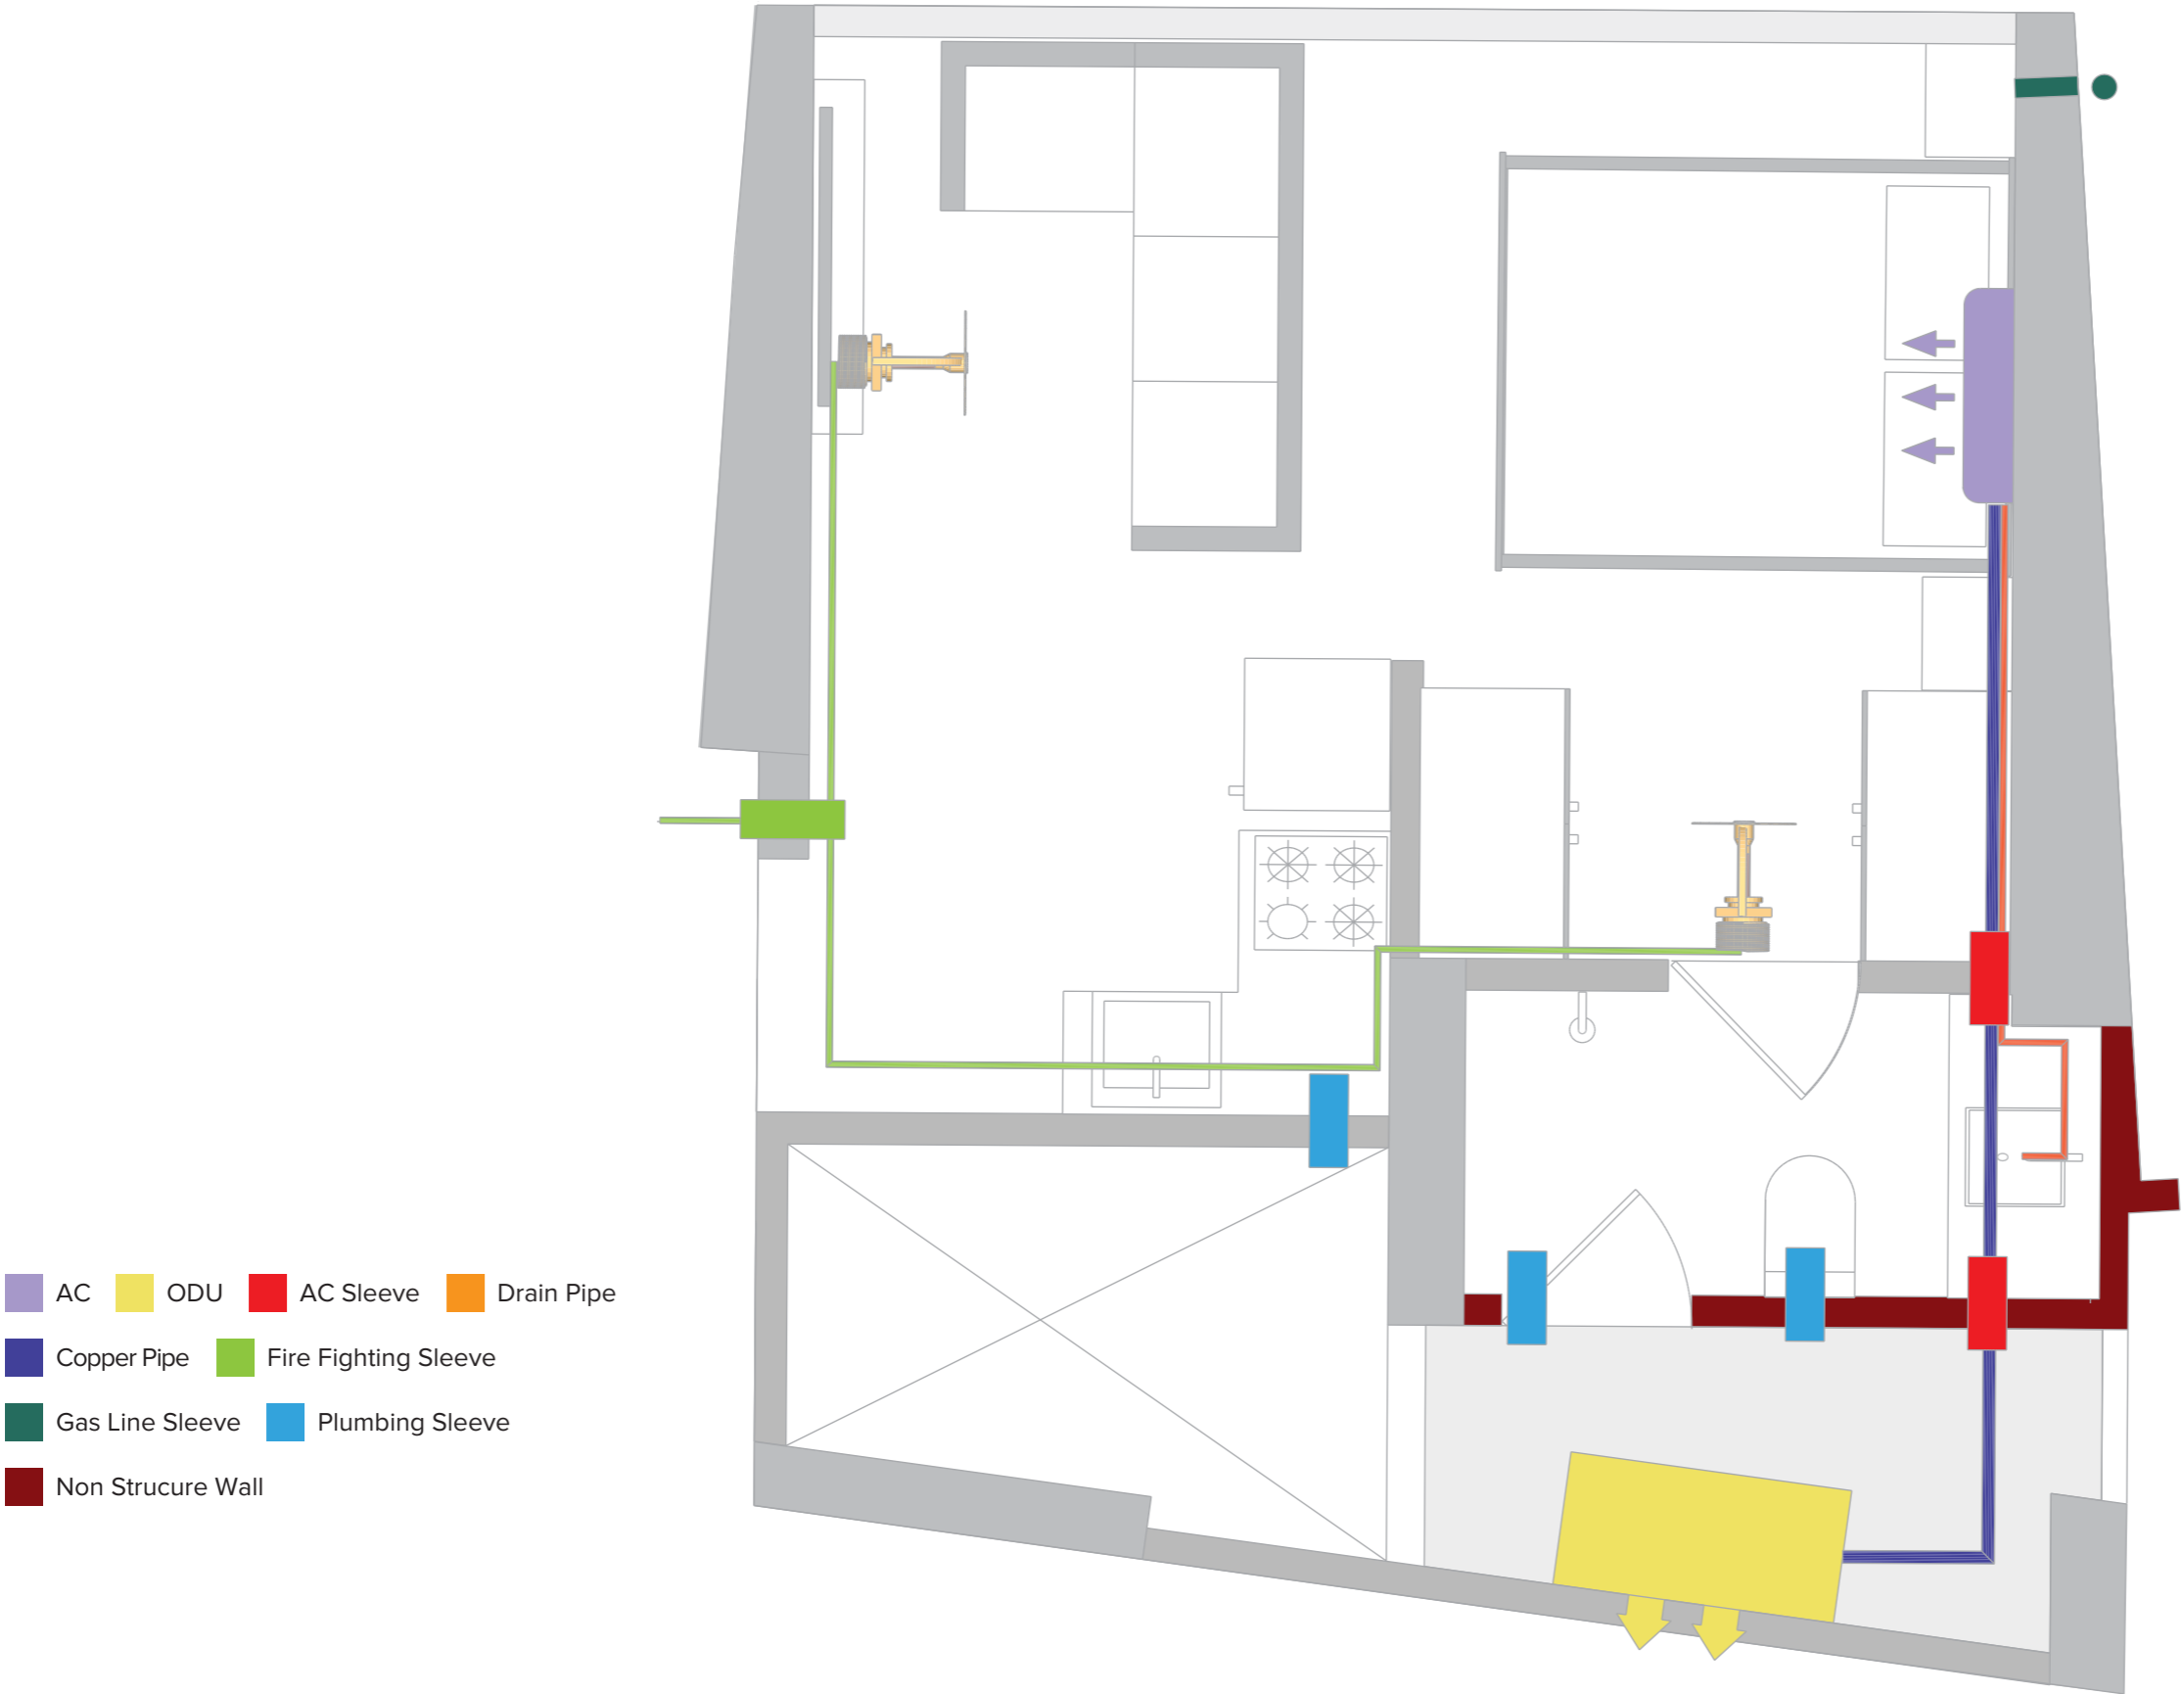 AC ODU AC Sleeve Drain Pipe
Copper Pipe Fire Fighting Sleeve
Gas Line Sleeve Plumbing Sleeve
Non Strucure Wall